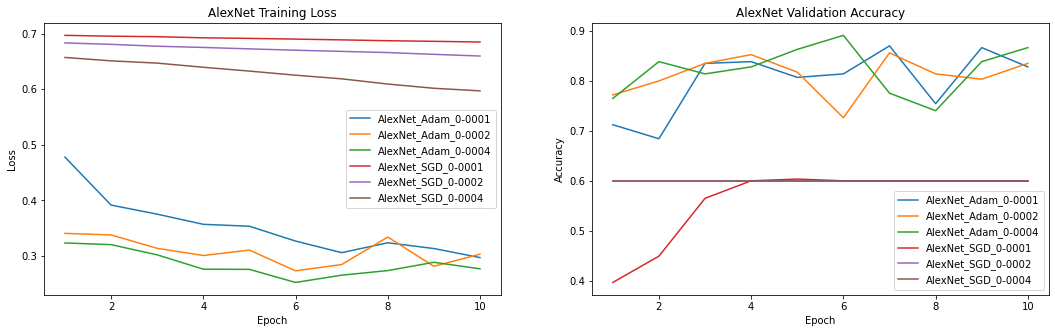 AlexNet Training Loss
0.7
0.6
0.5
0.4
0.3
Loss
2
4
6
8
10
Epoch
AlexNet_Adam_0-0001
AlexNet_Adam_0-0002
AlexNet_Adam_0-0004
AlexNet_SGD_0-0001
AlexNet_SGD_0-0002
AlexNet_SGD_0-0004
AlexNet Validation Accuracy
0.9
0.8
0.7
0.6
0.5
0.4
Accuracy
2
4
6
8
10
Epoch
AlexNet_Adam_0-0001
AlexNet_Adam_0-0002
AlexNet_Adam_0-0004
AlexNet_SGD_0-0001
AlexNet_SGD_0-0002
AlexNet_SGD_0-0004